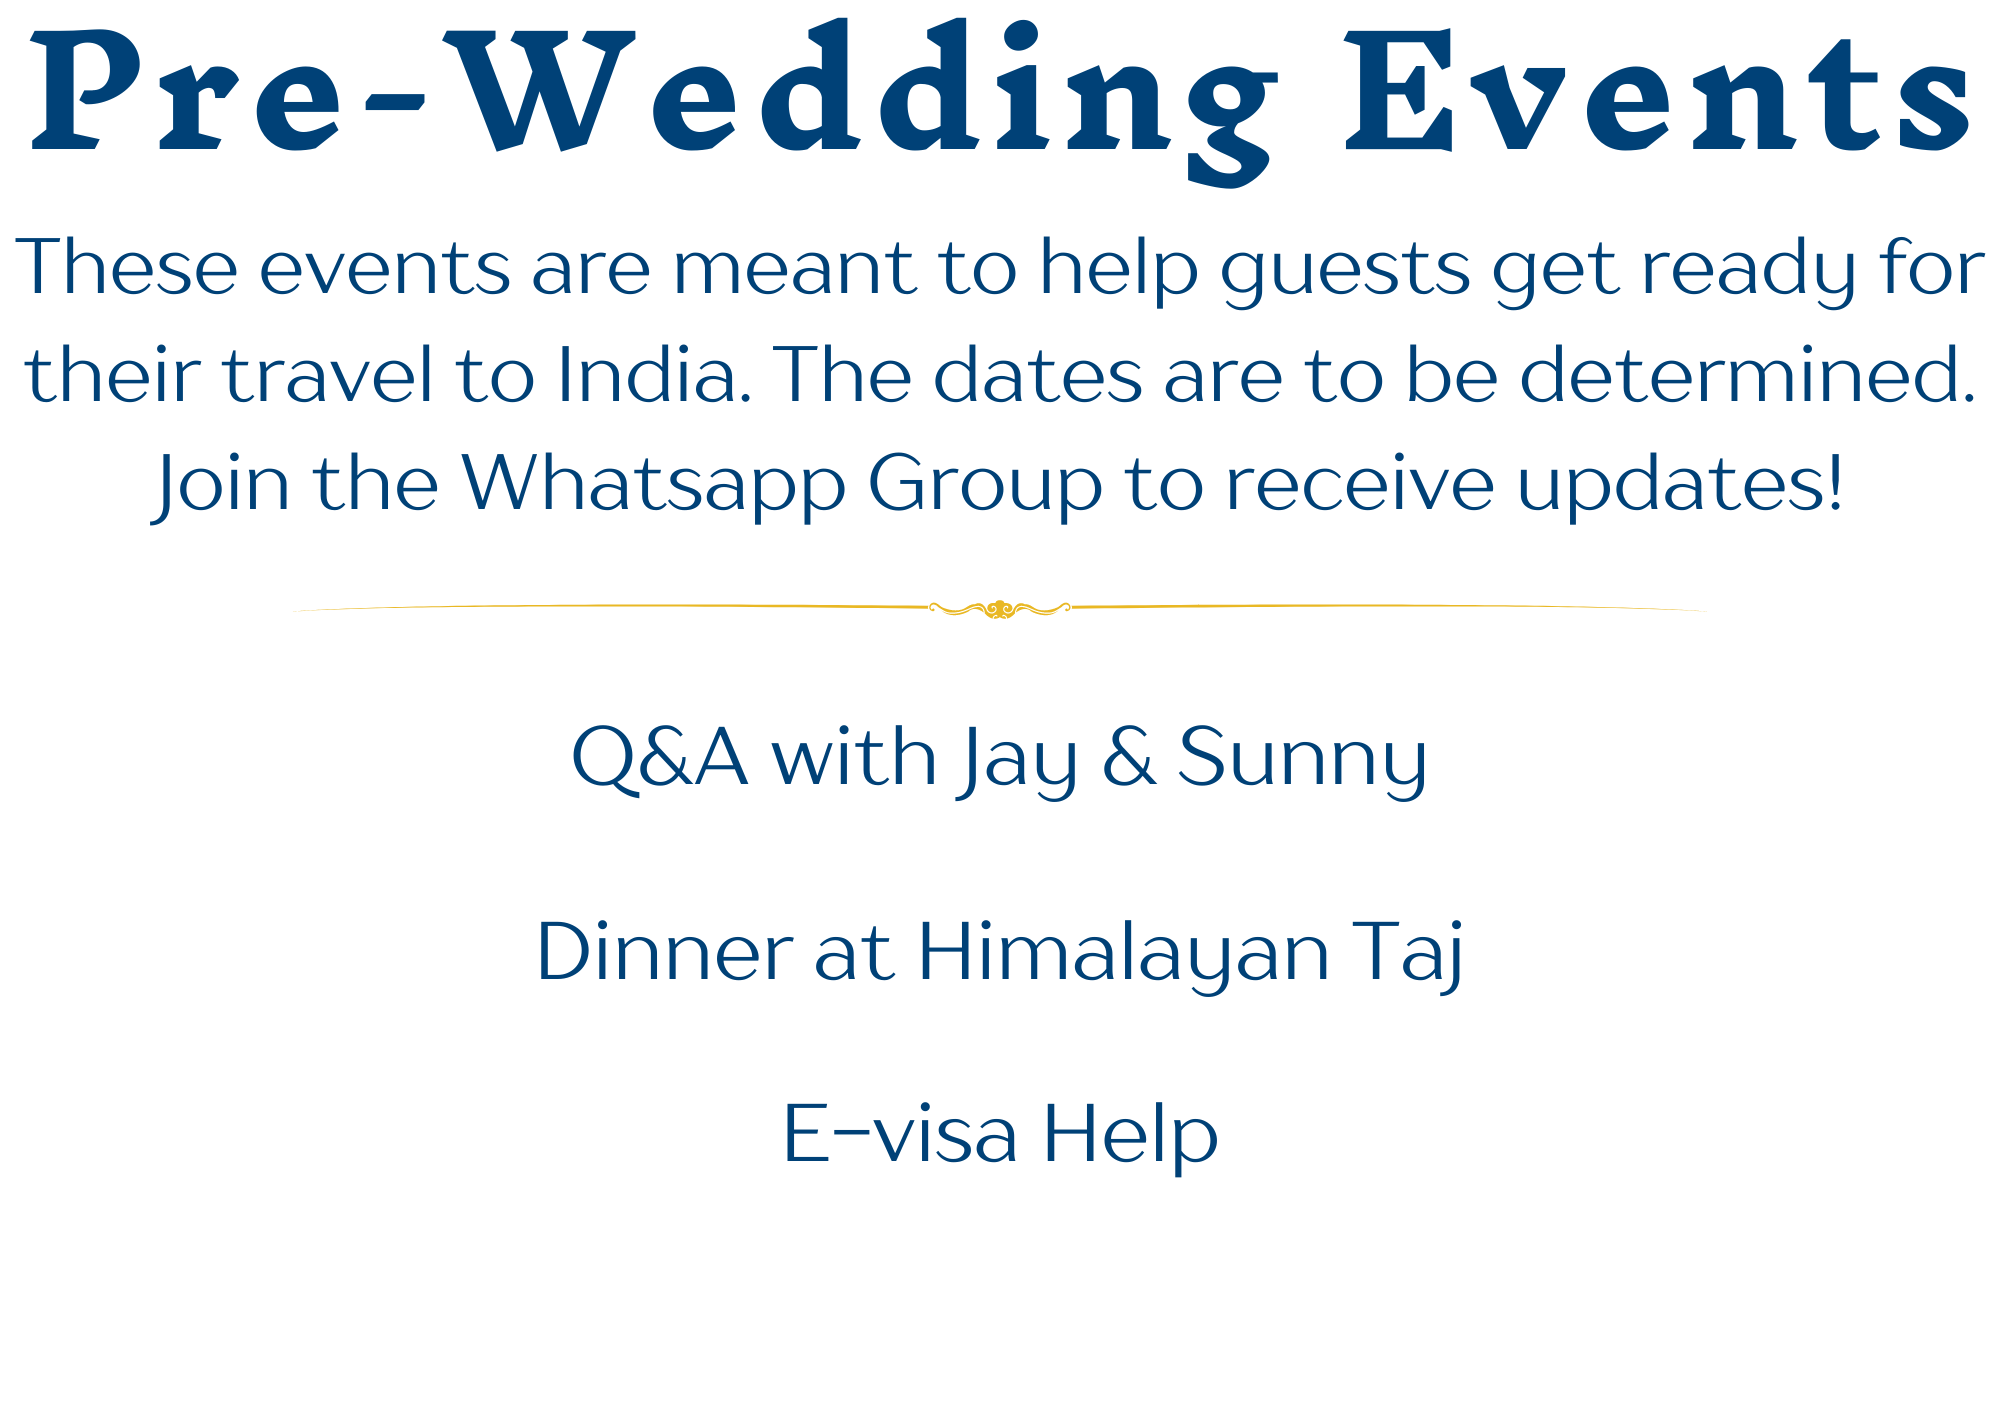 Pre-Wedding Events
These events are meant to help guests get ready for
their travel to India. The dates are to be determined.
Join the Whatsapp Group to receive updates!
Q&A with Jay & Sunny
Dinner at Himalayan Taj
E-visa Help